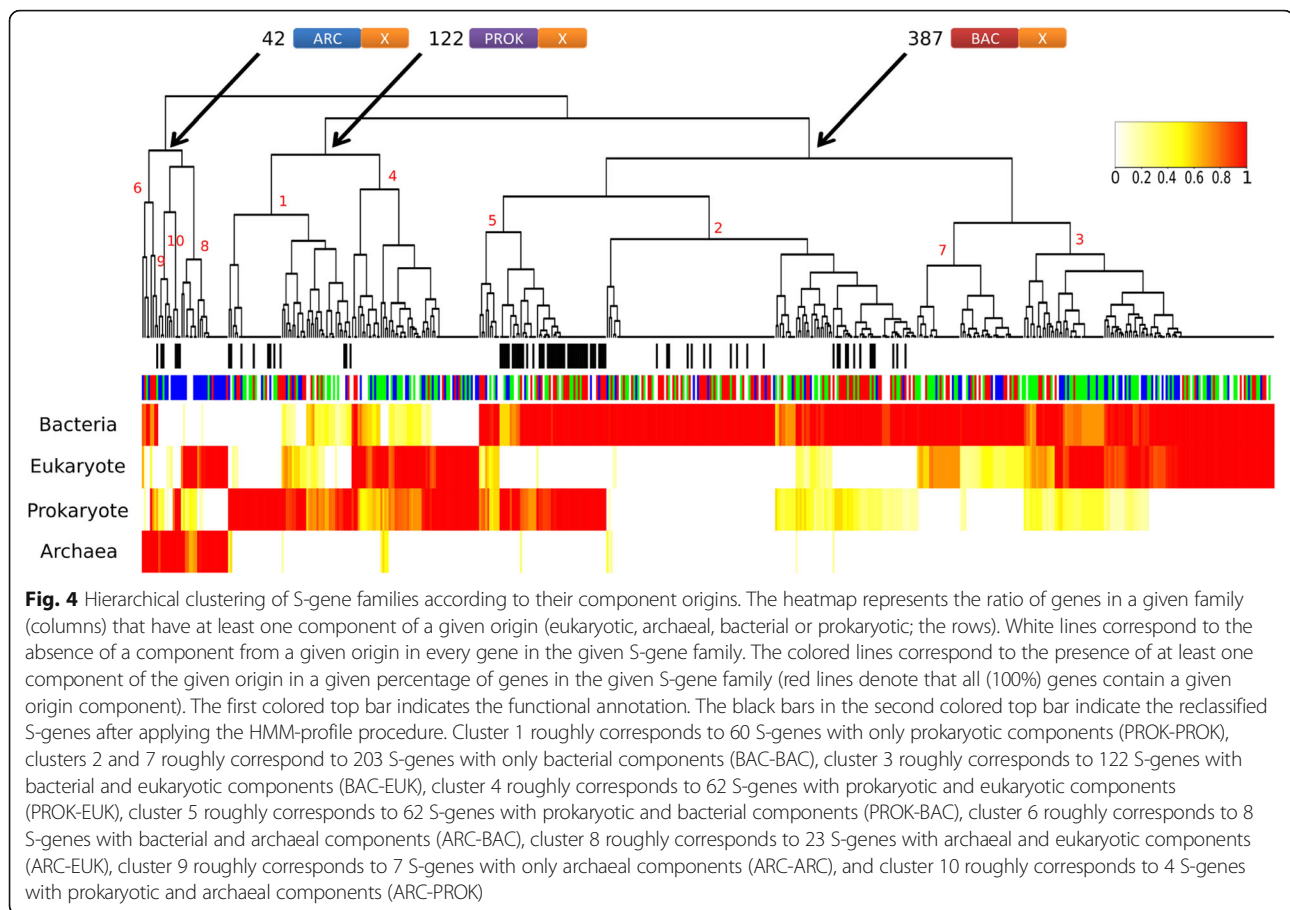 42 ARC X 122 PROK X 387 BAC X
0 0.2 0.4 0.6 0.8 1
6 1 4 5 2 7 3
9 10 8
Bacteria
Eukaryote
Prokaryote
Archaea
Fig. 4 Hierarchical clustering of S-gene families according to their component origins. The heatmap represents the ratio of genes in a given family
(columns) that have at least one component of a given origin (eukaryotic, archaeal, bacterial or prokaryotic; the rows). White lines correspond to the
absence of a component from a given origin in every gene in the given S-gene family. The colored lines correspond to the presence of at least one
component of the given origin in a given percentage of genes in the given S-gene family (red lines denote that all (100%) genes contain a given
origin component). The first colored top bar indicates the functional annotation. The black bars in the second colored top bar indicate the reclassified
S-genes after applying the HMM-profile procedure. Cluster 1 roughly corresponds to 60 S-genes with only prokaryotic components (PROK-PROK),
clusters 2 and 7 roughly correspond to 203 S-genes with only bacterial components (BAC-BAC), cluster 3 roughly corresponds to 122 S-genes with
bacterial and eukaryotic components (BAC-EUK), cluster 4 roughly corresponds to 62 S-genes with prokaryotic and eukaryotic components
(PROK-EUK), cluster 5 roughly corresponds to 62 S-genes with prokaryotic and bacterial components (PROK-BAC), cluster 6 roughly corresponds to 8
S-genes with bacterial and archaeal components (ARC-BAC), cluster 8 roughly corresponds to 23 S-genes with archaeal and eukaryotic components
(ARC-EUK), cluster 9 roughly corresponds to 7 S-genes with only archaeal components (ARC-ARC), and cluster 10 roughly corresponds to 4 S-genes
with prokaryotic and archaeal components (ARC-PROK)